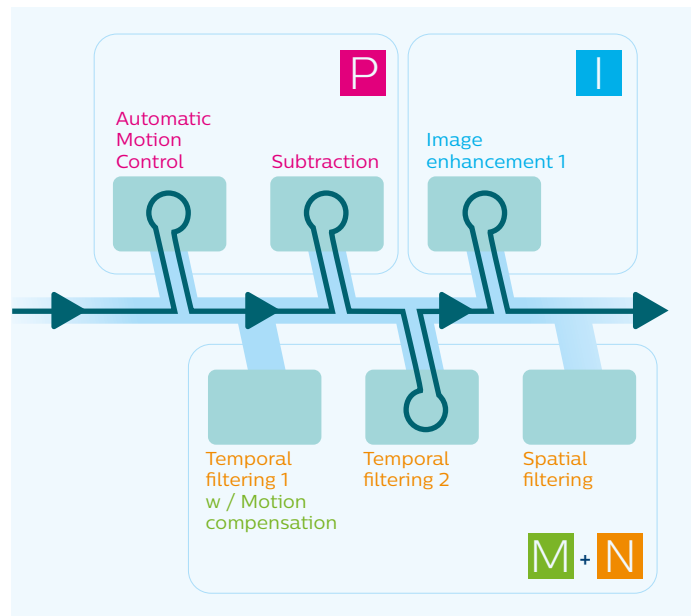 P
I
Automatic
Motion
Control
Subtraction
Image
enhancement 1
Temporal
filtering 1
w / Motion
compensation
Temporal
filtering 2
Spatial
filtering
M + N